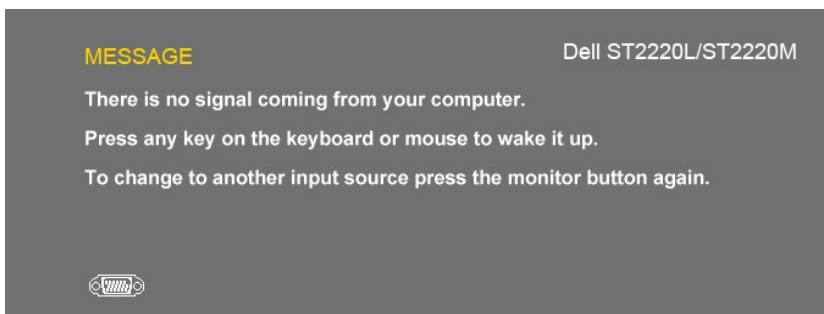 MESSAGE
Dell ST2220L/ST2220M
There is no signal coming from your computer.
Press any key on the keyboard or mouse to wake it up.
To change to another input source press the monitor button again.